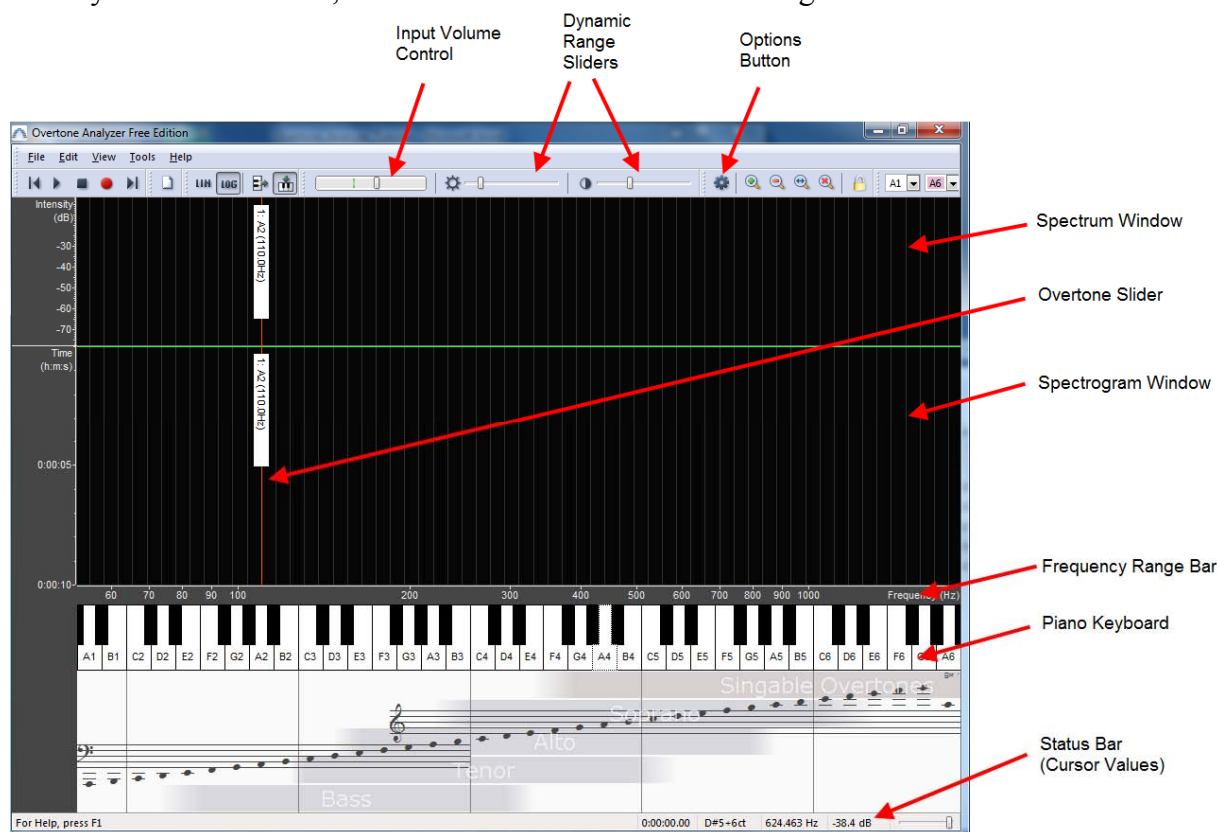 Input Volume
Control
Dynamic
Range
Sliders
Options
Button
Overtone Analyzer Free Edition
File Edit View Tools Help
LIN LOG A1 A6
Intensity
(dB)
-30
-40
-50
-60
-70
1: A2 (110.0Hz)
Spectrum Window
Overtone Slider
Time
(h:m:s)
1: A2 (110.0Hz)
Spectrogram Window
0:00:05
0:00:10
60 70 80 90 100 200 300 400 500 600 700 800 900 1000 Frequency (Hz)
Frequency Range Bar
Piano Keyboard
A1 B1 C2 D2 E2 F2 G2 A2 B2 C3 D3 E3 F3 G3 A3 B3 C4 D4 E4 F4 G4 A4 B4 C5 D5 E5 F5 G5 A5 B5 C6 D6 E6 F6 A6
Singable Overtones
Soprano
Alto
Tenor
Bass
Status Bar
(Cursor Values)
For Help, press F1 0:00:00.00 D#5+6ct 624.463 Hz -38.4 dB